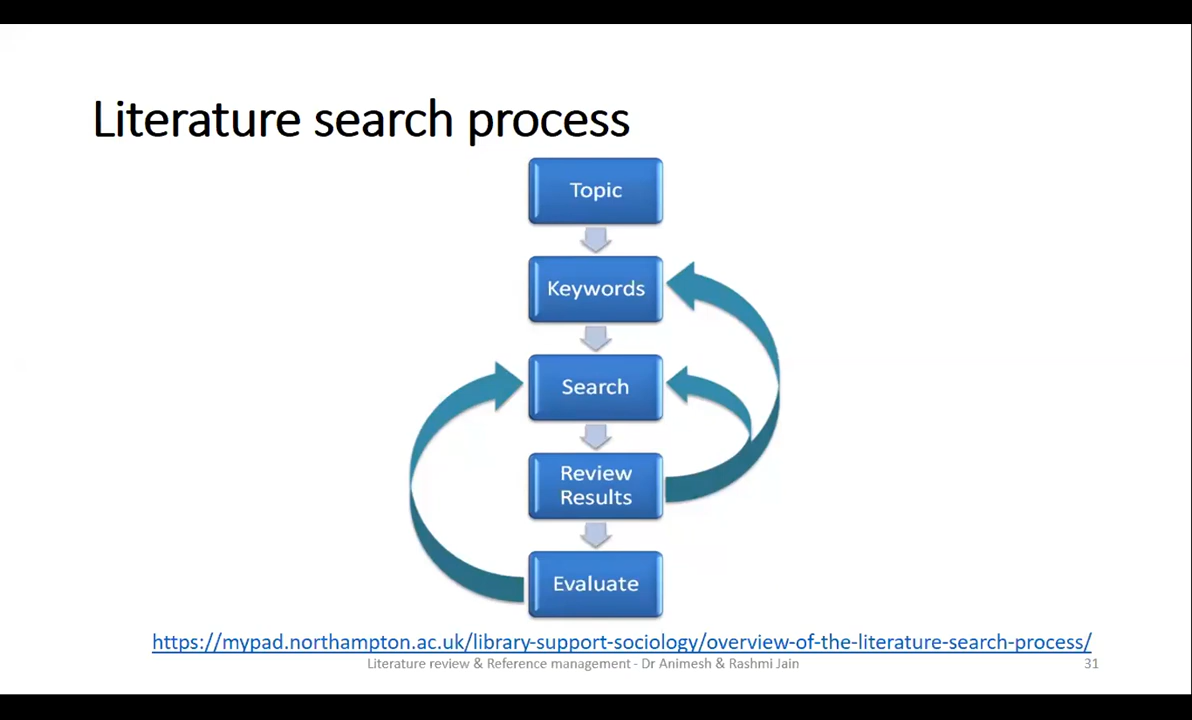 Literature search process
Topic
Keywords
Search
Review
Results
Evaluate
https://mypad.northampton.ac.uk/library-support-sociology/overview-of-the-literature-search-process/
Literature review & Reference management - Dr Animesh & Rashmi Jain
31